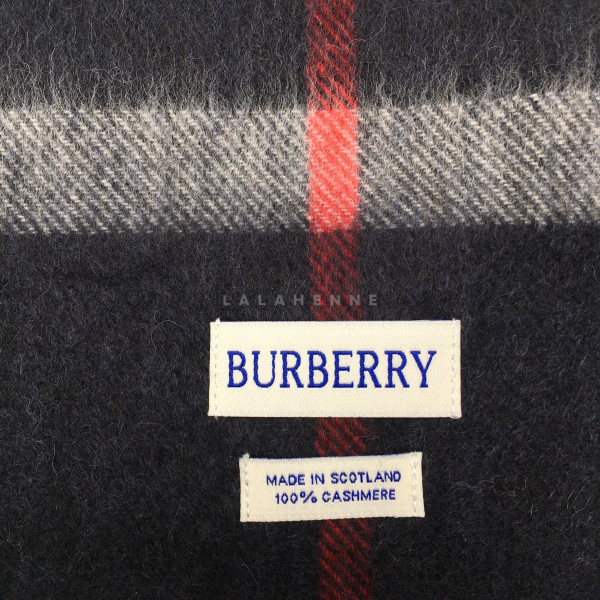 LALAHENNE
BURBERRY
MADE IN SCOTLAND
100% CASHMERE